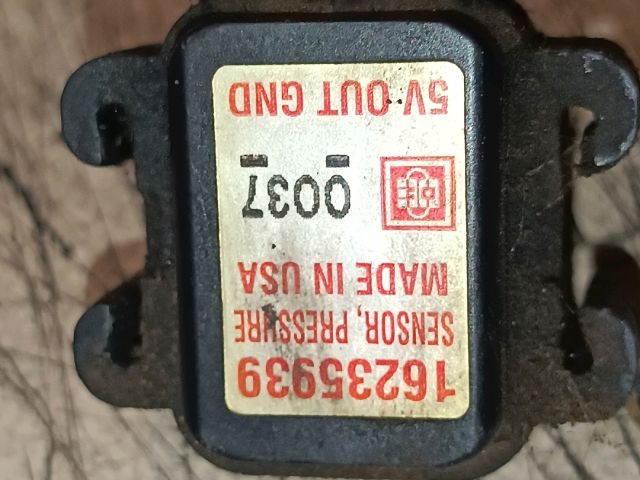 16235939
SENSOR, PRESSURE
MADE IN USA
0037
5V OUT GND